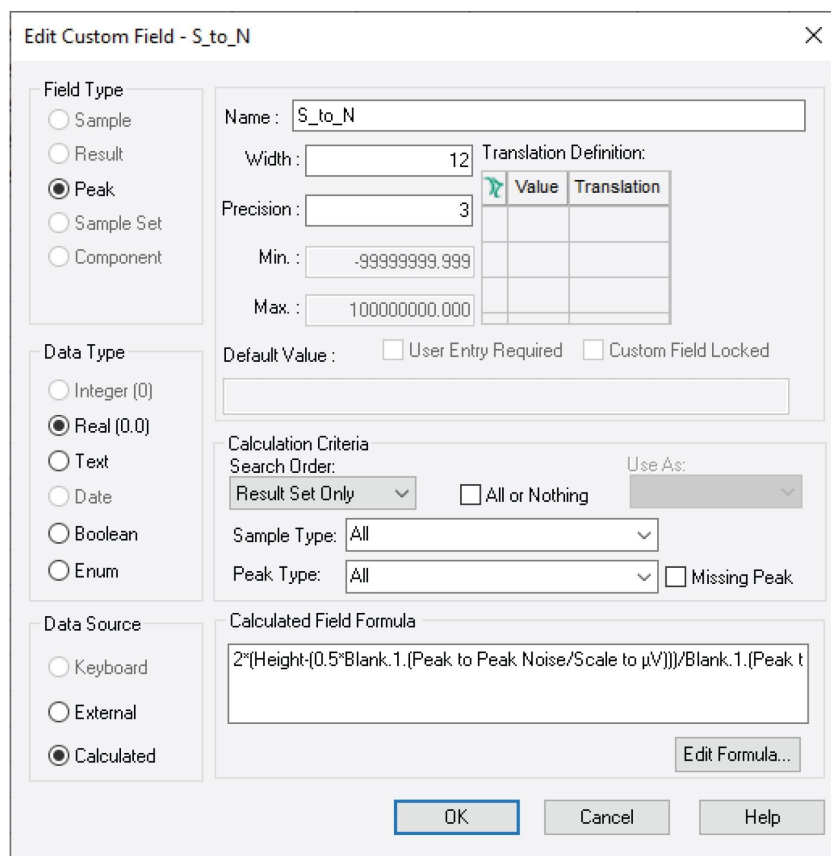 Edit Custom Field - S_to_N
Field Type
Sample
Result
Peak
Sample Set
Component
Name : S_to_N
Width : 12
Precision : 3
Min. : -99999999.999
Max. : 100000000.000
Translation Definition:
Value Translation
Default Value : User Entry Required Custom Field Locked
Data Type
Integer (0)
Real (0.0)
Text
Date
Boolean
Enum
Calculation Criteria
Search Order: Use As:
Result Set Only All or Nothing
Sample Type: All
Peak Type: All Missing Peak
Data Source
Keyboard
External
Calculated
Calculated Field Formula
2*(Height-(0.5*Blank.1.(Peak to Peak Noise/Scale to µV)))/Blank.1.(Peak t
Edit Formula...
OK Cancel Help